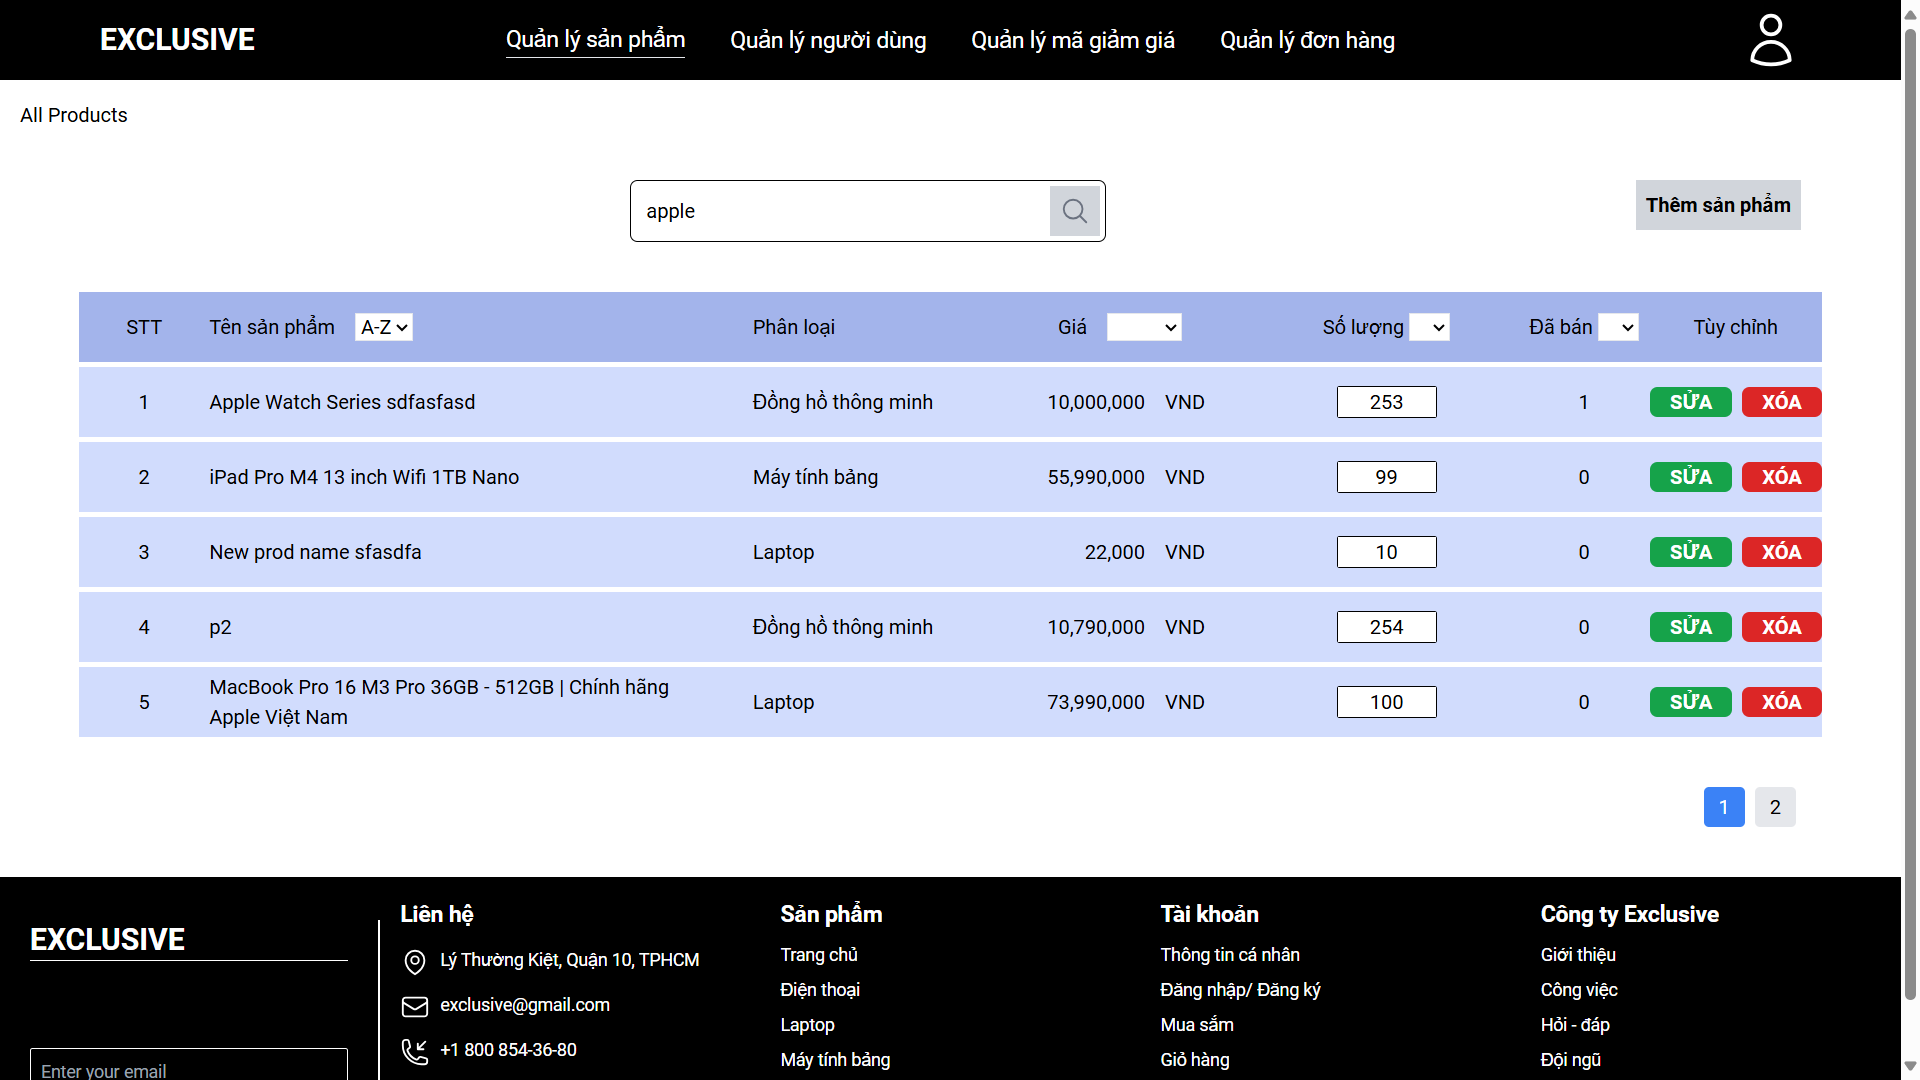 EXCLUSIVE
Quản lý sản phẩm
Quản lý người dùng
Quản lý mã giảm giá
Quản lý đơn hàng
All Products
apple
Thêm sản phẩm
STT Tên sản phẩm A-Z Phân loại Giá Số lượng Đã bán Tùy chỉnh
1 Apple Watch Series sdfasfasd Đồng hồ thông minh 10,000,000 VND 253 1 SỬA XÓA
2 iPad Pro M4 13 inch Wifi 1TB Nano Máy tính bảng 55,990,000 VND 99 0 SỬA XÓA
3 New prod name sfasdfa Laptop 22,000 VND 10 0 SỬA XÓA
4 p2 Đồng hồ thông minh 10,790,000 VND 254 0 SỬA XÓA
5 MacBook Pro 16 M3 Pro 36GB - 512GB | Chính hãng
Apple Việt Nam Laptop 73,990,000 VND 100 0 SỬA XÓA
1 2
EXCLUSIVE
Enter your email
Liên hệ
Lý Thường Kiệt, Quận 10, TPHCM
exclusive@gmail.com
+1 800 854-36-80
Sản phẩm
Trang chủ
Điện thoại
Laptop
Máy tính bảng
Tài khoản
Thông tin cá nhân
Đăng nhập/ Đăng ký
Mua sắm
Giỏ hàng
Công ty Exclusive
Giới thiệu
Công việc
Hỏi - đáp
Đội ngũ